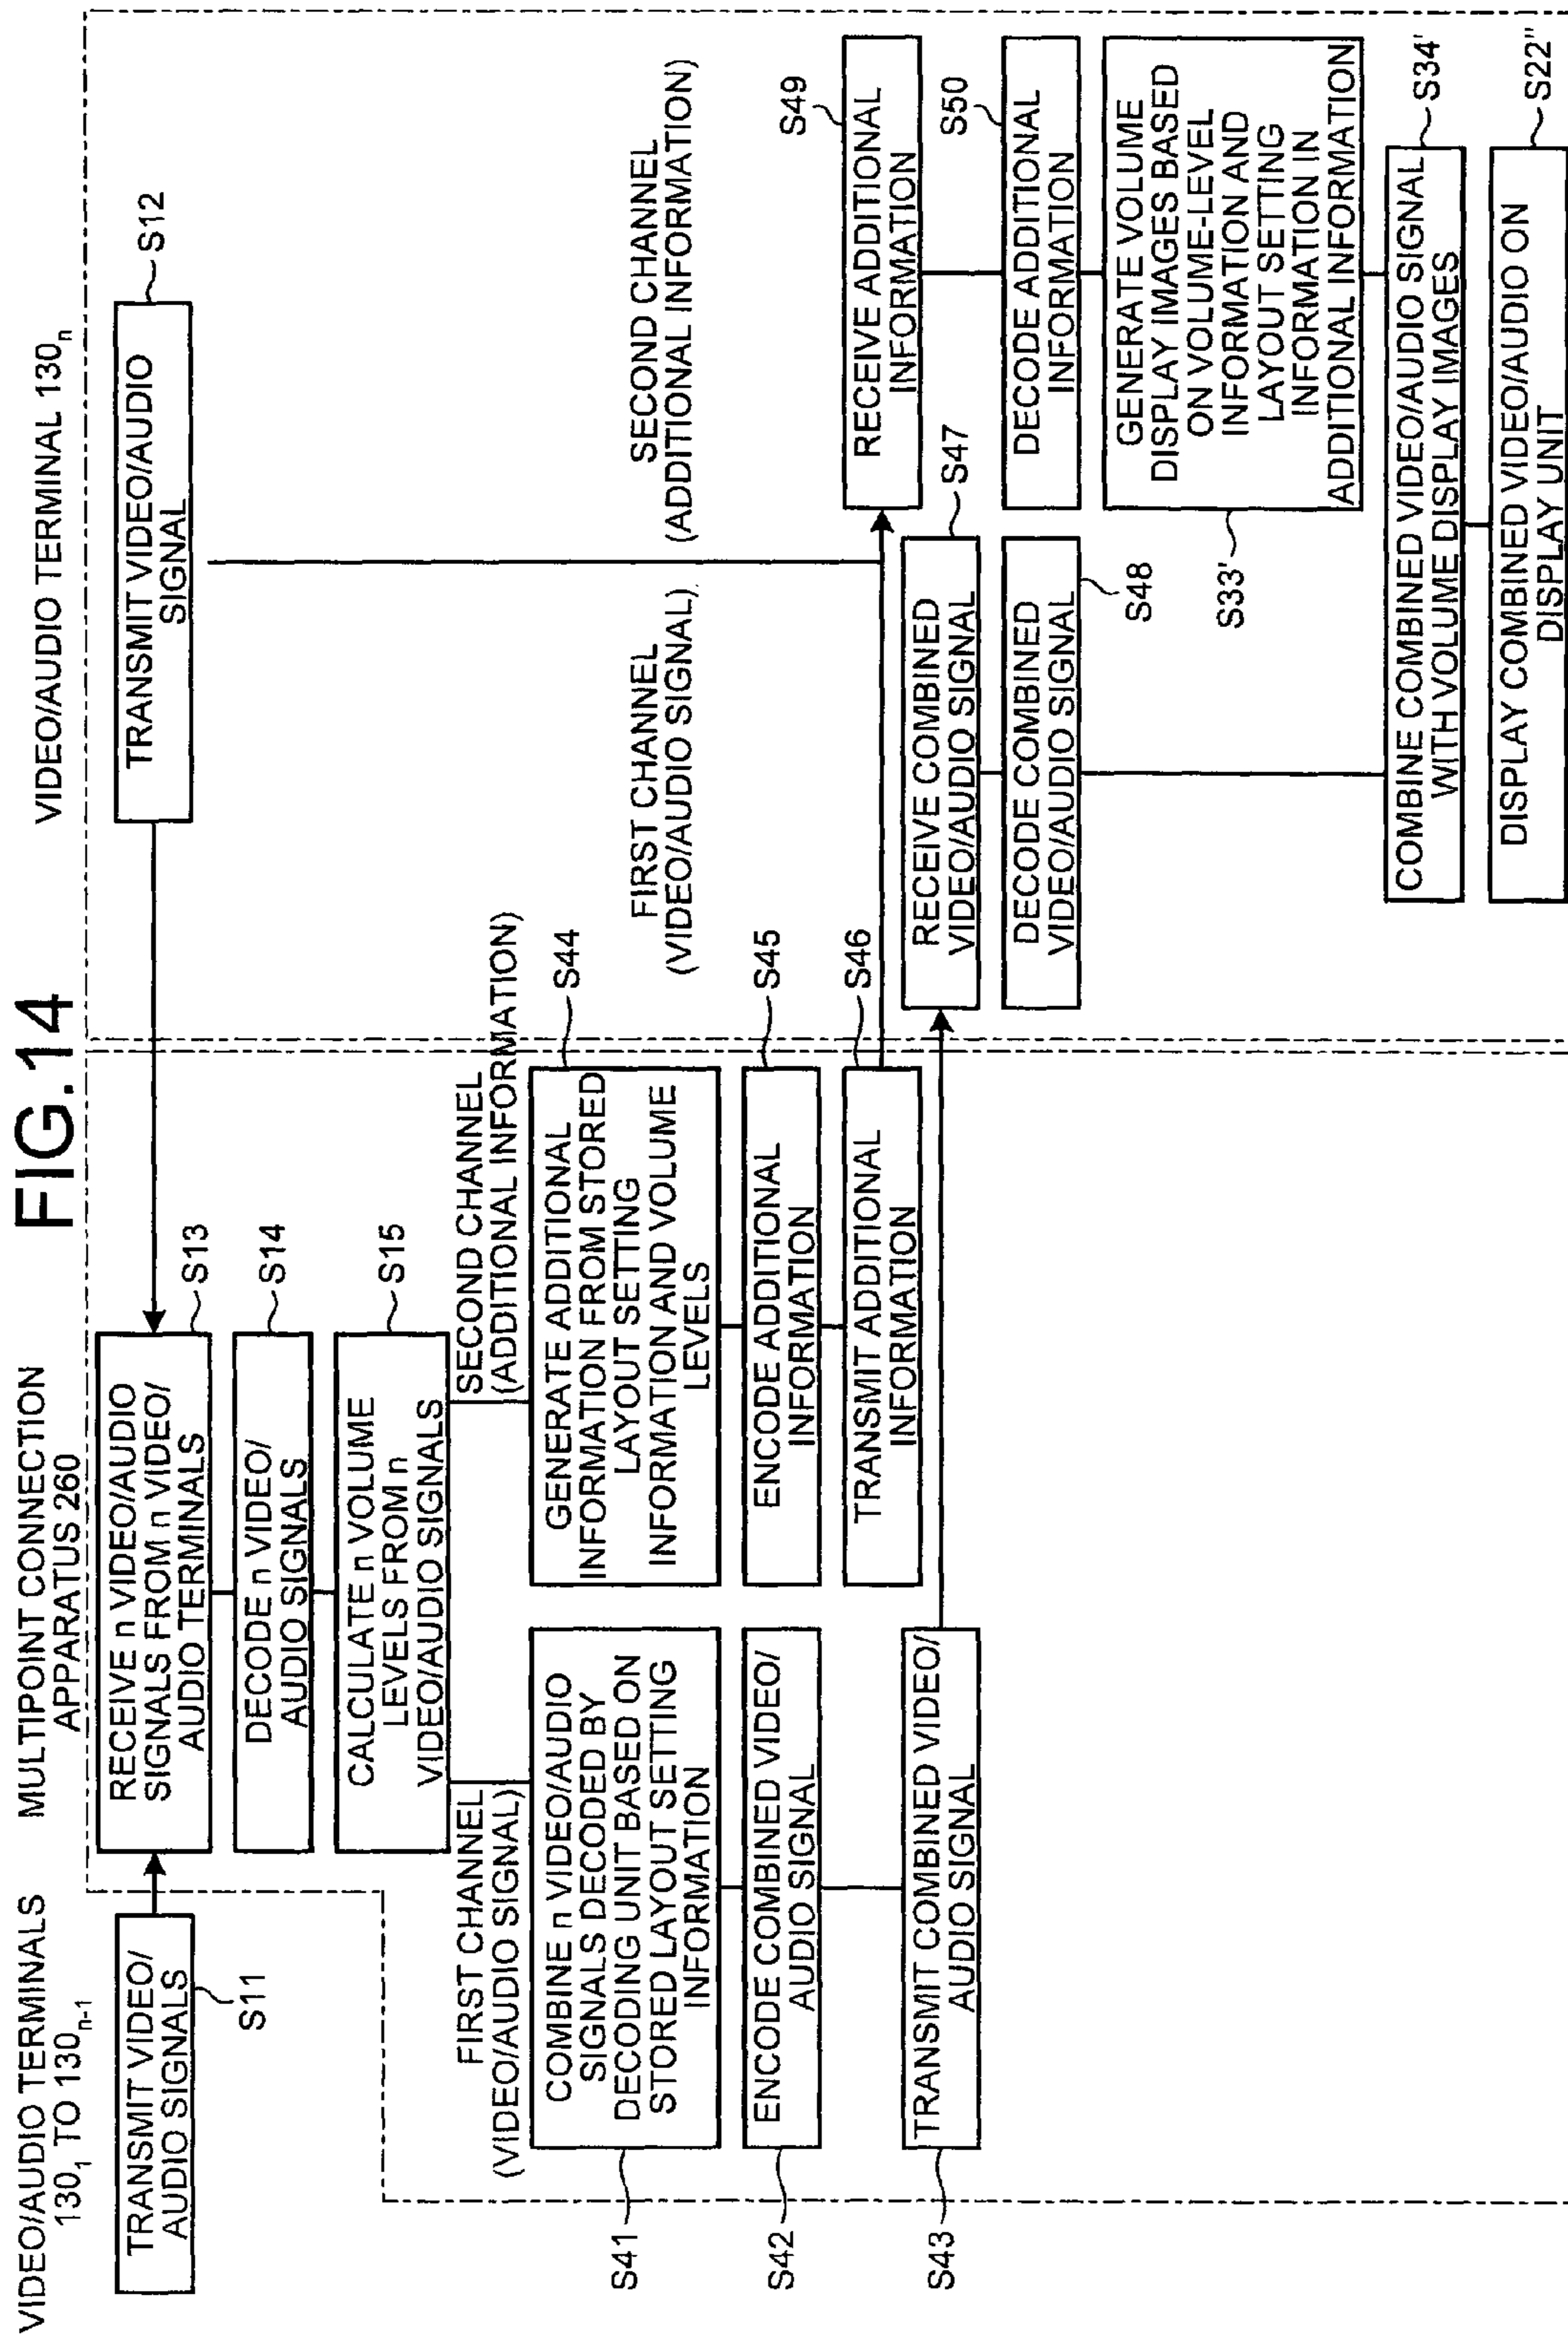 FIG.14
VIDEO/AUDIO TERMINALS
130₁ TO 130ₙ₋₁
MULTIPOINT CONNECTION
APPARATUS 260
VIDEO/AUDIO TERMINAL 130ₙ
TRANSMIT VIDEO/
AUDIO SIGNALS
S11
TRANSMIT VIDEO/AUDIO
SIGNAL
S12
RECEIVE n VIDEO/AUDIO
SIGNALS FROM n VIDEO/
AUDIO TERMINALS
S13
DECODE n VIDEO/
AUDIO SIGNALS
S14
CALCULATE n VOLUME
LEVELS FROM n
VIDEO/AUDIO SIGNALS
S15
FIRST CHANNEL
(VIDEO/AUDIO SIGNAL)
SECOND CHANNEL
(ADDITIONAL INFORMATION)
COMBINE n VIDEO/AUDIO
SIGNALS DECODED BY
DECODING UNIT BASED ON
STORED LAYOUT SETTING
INFORMATION
S41
ENCODE COMBINED VIDEO/
AUDIO SIGNAL
S42
TRANSMIT COMBINED VIDEO/
AUDIO SIGNAL
S43
GENERATE ADDITIONAL
INFORMATION FROM STORED
LAYOUT SETTING
INFORMATION AND VOLUME
LEVELS
S44
ENCODE ADDITIONAL
INFORMATION
S45
TRANSMIT ADDITIONAL
INFORMATION
S46
FIRST CHANNEL
(VIDEO/AUDIO SIGNAL)
SECOND CHANNEL
(ADDITIONAL INFORMATION)
RECEIVE COMBINED
VIDEO/AUDIO SIGNAL
S47
DECODE COMBINED
VIDEO/AUDIO SIGNAL
S48
RECEIVE ADDITIONAL
INFORMATION
S49
DECODE ADDITIONAL
INFORMATION
S50
GENERATE VOLUME
DISPLAY IMAGES BASED
ON VOLUME-LEVEL
INFORMATION AND
LAYOUT SETTING
INFORMATION IN
ADDITIONAL INFORMATION
S33'
COMBINE COMBINED VIDEO/AUDIO SIGNAL
WITH VOLUME DISPLAY IMAGES
S34'
DISPLAY COMBINED VIDEO/AUDIO ON
DISPLAY UNIT
S22"